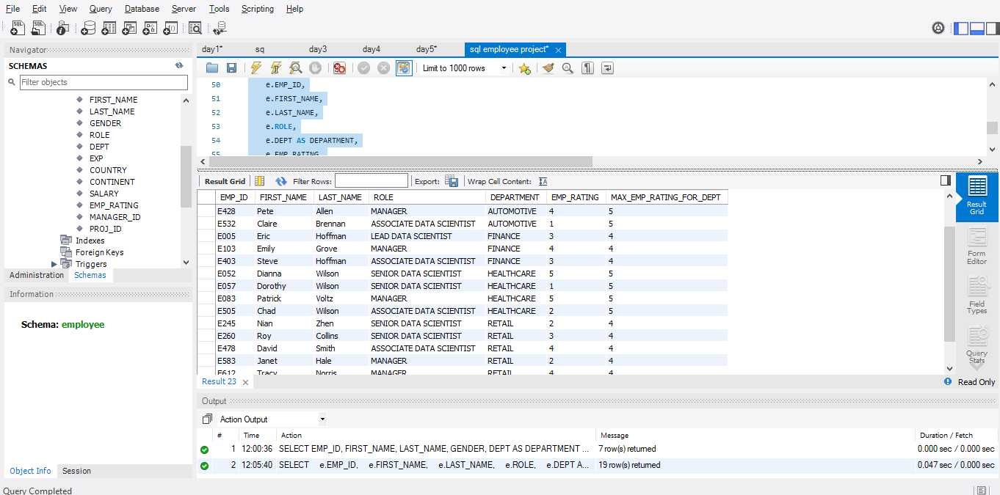 File Edit View Query Database Server Tools Scripting Help
Navigator
SCHEMAS
Filter objects
FIRST_NAME
LAST_NAME
GENDER
ROLE
DEPT
EXP
COUNTRY
CONTINENT
SALARY
EMP_RATING
MANAGER_ID
PROJ_ID
Indexes
Foreign Keys
Triggers
Administration Schemas
Information
Schema: employee
Object Info Session
Query Completed
day1* sq day3 day4 day5* sql employee project*
Limit to 1000 rows
50 e.EMP_ID,
51 e.FIRST_NAME,
52 e.LAST_NAME,
53 e.ROLE,
54 e.DEPT AS DEPARTMENT,
55 e.EMP_RATING
Result Grid Filter Rows: Export: Wrap Cell Content:
EMP_ID FIRST_NAME LAST_NAME ROLE DEPARTMENT EMP_RATING MAX_EMP_RATING_FOR_DEPT
E428 Pete Allen MANAGER AUTOMOTIVE 4 5
E532 Claire Brennan ASSOCIATE DATA SCIENTIST AUTOMOTIVE 1 5
E005 Eric Hoffman LEAD DATA SCIENTIST FINANCE 3 4
E103 Emily Grove MANAGER FINANCE 4 4
E403 Steve Hoffman ASSOCIATE DATA SCIENTIST FINANCE 3 4
E052 Dianna Wilson SENIOR DATA SCIENTIST HEALTHCARE 5 5
E057 Dorothy Wilson SENIOR DATA SCIENTIST HEALTHCARE 1 5
E083 Patrick Voltz MANAGER HEALTHCARE 5 5
E505 Chad Wilson ASSOCIATE DATA SCIENTIST HEALTHCARE 2 5
E245 Nian Zhen SENIOR DATA SCIENTIST RETAIL 2 4
E260 Roy Collins SENIOR DATA SCIENTIST RETAIL 3 4
E478 David Smith ASSOCIATE DATA SCIENTIST RETAIL 4 4
E583 Janet Hale MANAGER RETAIL 2 4
E612 Tracy Norris MANAGER RETAIL 4 4
Result Grid
Form Editor
Field Types
Query Stats
Result 23
Read Only
Output
Action Output
# Time Action Message Duration / Fetch
1 12:00:36 SELECT EMP_ID, FIRST_NAME, LAST_NAME, GENDER, DEPT AS DEPARTMENT ... 7 row(s) returned 0.000 sec / 0.000 sec
2 12:05:40 SELECT e.EMP_ID, e.FIRST_NAME, e.LAST_NAME, e.ROLE, e.DEPT A... 19 row(s) returned 0.047 sec / 0.000 sec